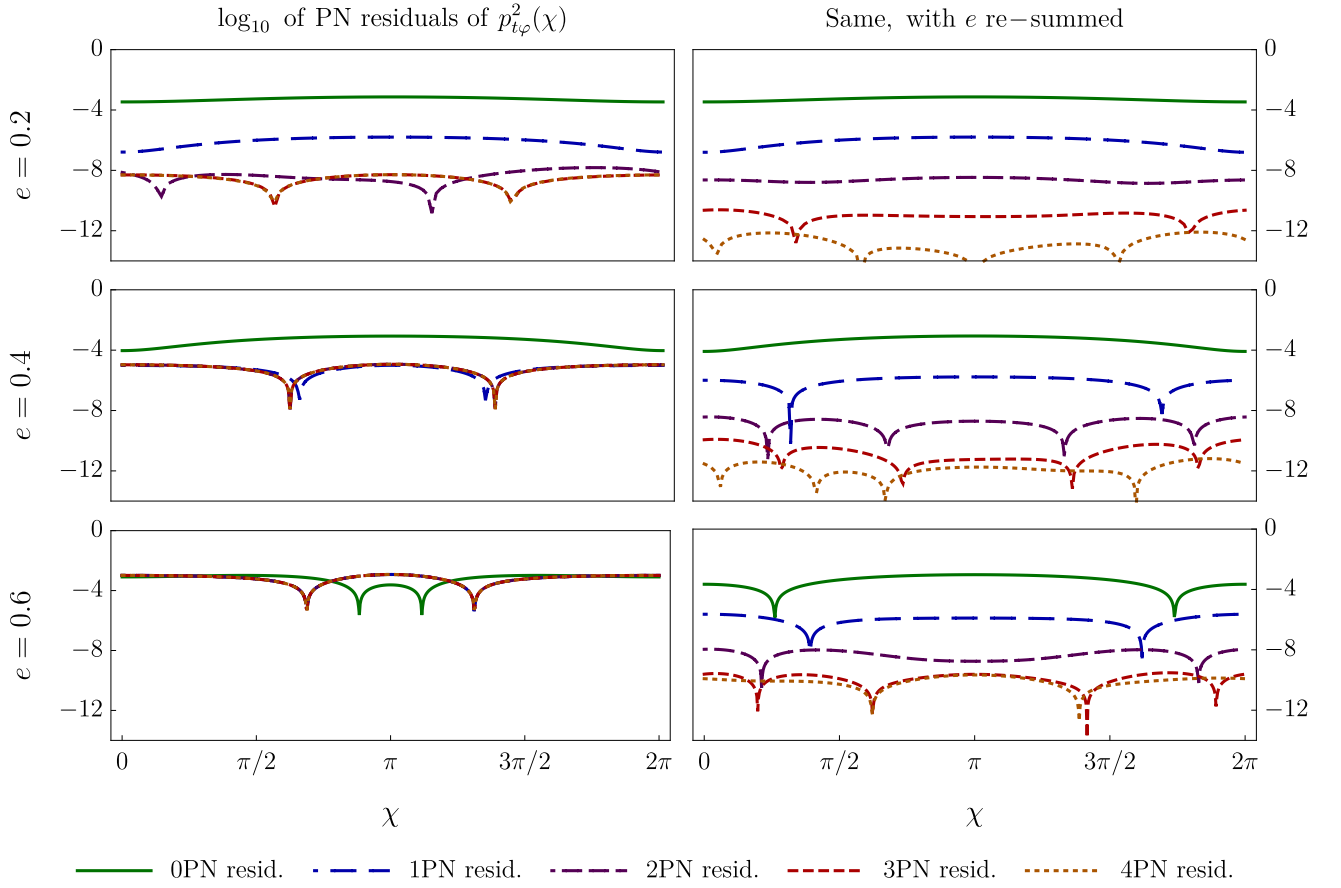 log₁₀ of PN residuals of p²ₜᵩ(χ)
Same, with e re−summed
e = 0.2
0
−4
−8
−12
0
−4
−8
−12
e = 0.4
0
−4
−8
−12
0
−4
−8
−12
e = 0.6
0
−4
−8
−12
0
−4
−8
−12
0 π/2 π 3π/2 2π
0 π/2 π 3π/2 2π
χ
χ
0PN resid. 1PN resid. 2PN resid. 3PN resid. 4PN resid.